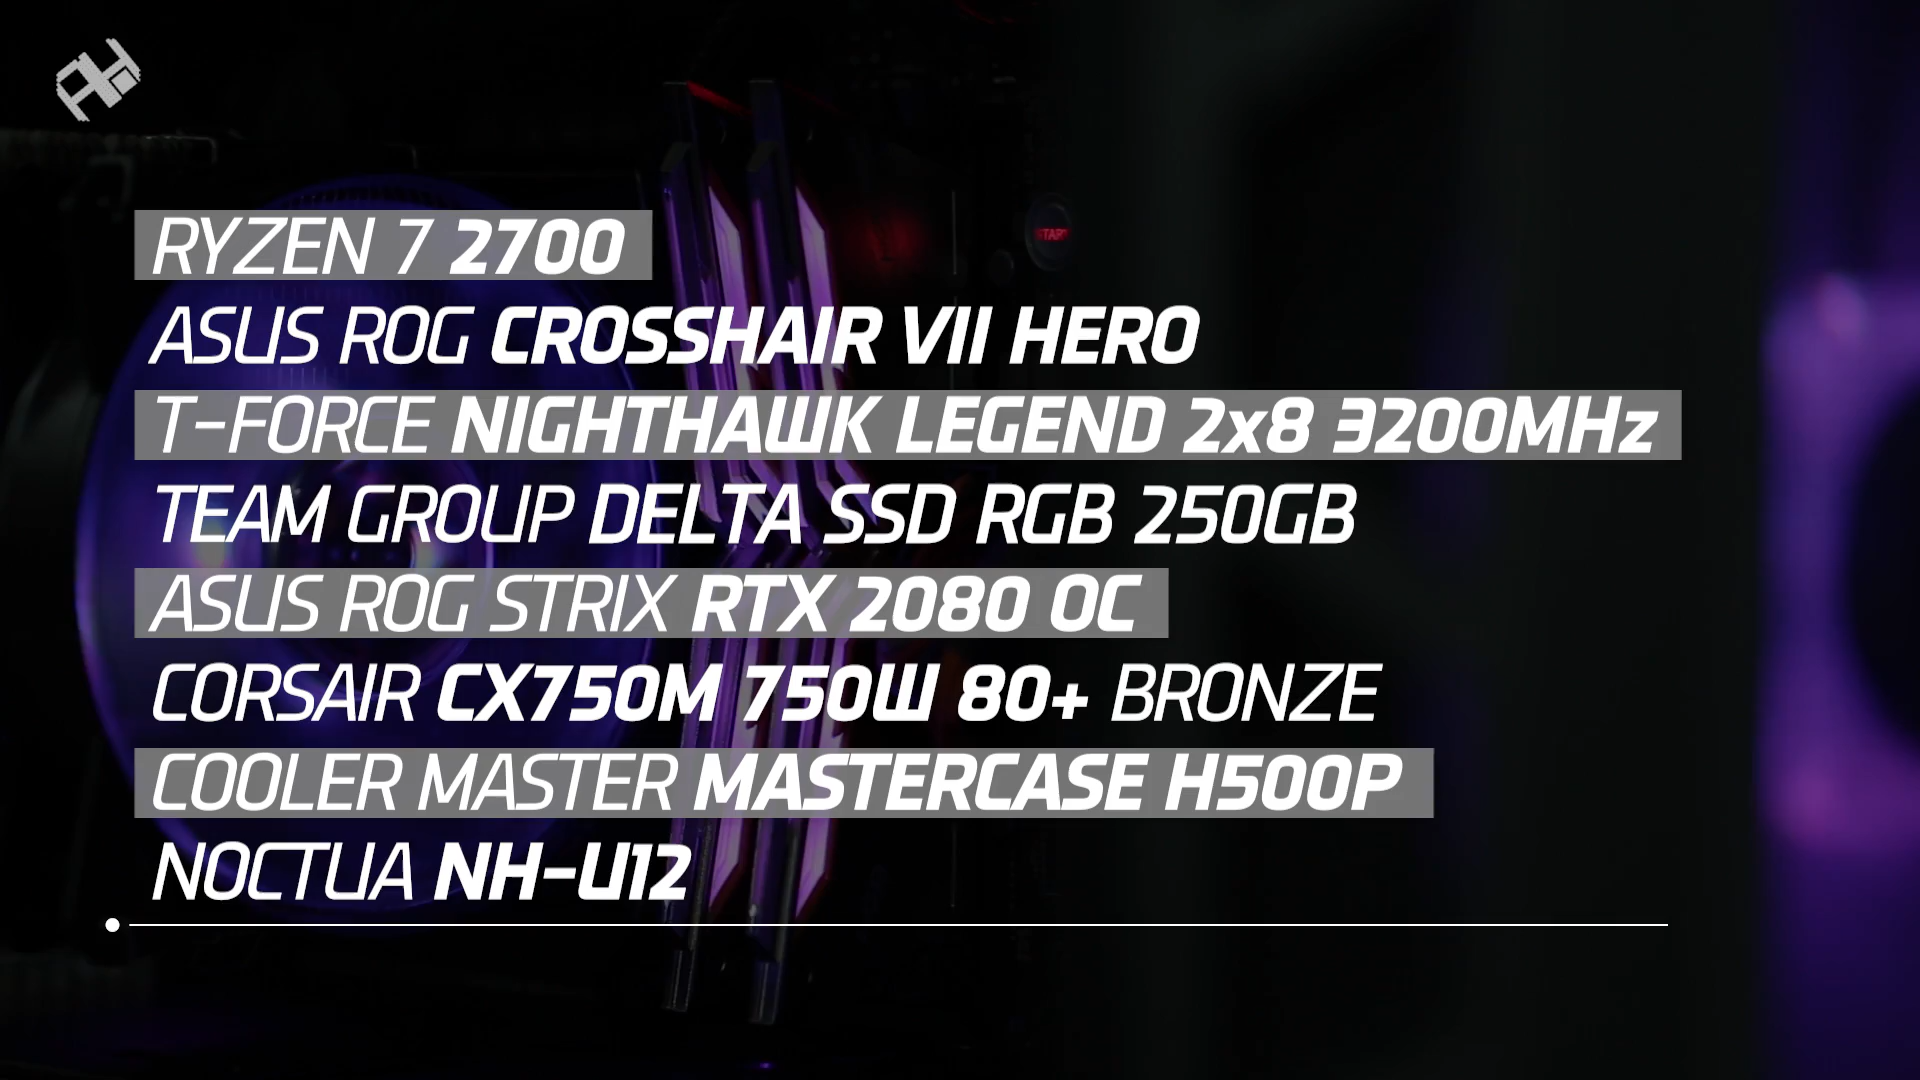 RYZEN 7 2700
ASUS ROG CROSSHAIR VII HERO
T-FORCE NIGHTHAWK LEGEND 2x8 3200MHz
TEAM GROUP DELTA SSD RGB 250GB
ASUS ROG STRIX RTX 2080 OC
CORSAIR CX750M 750W 80+ BRONZE
COOLER MASTER MASTERCASE H500P
NOCTUA NH-U12
START